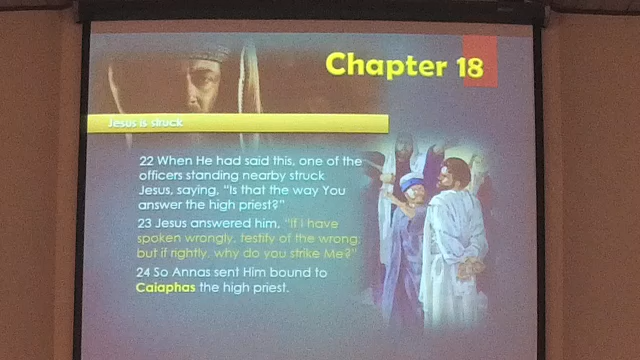 Chapter 18
Jesus is struck
22 When He had said this, one of the
officers standing nearby struck
Jesus, saying, “Is that the way You
answer the high priest?”
23 Jesus answered him, “If I have
spoken wrongly, testify of the wrong;
but if rightly, why do you strike Me?”
24 So Annas sent Him bound to
Caiaphas the high priest.